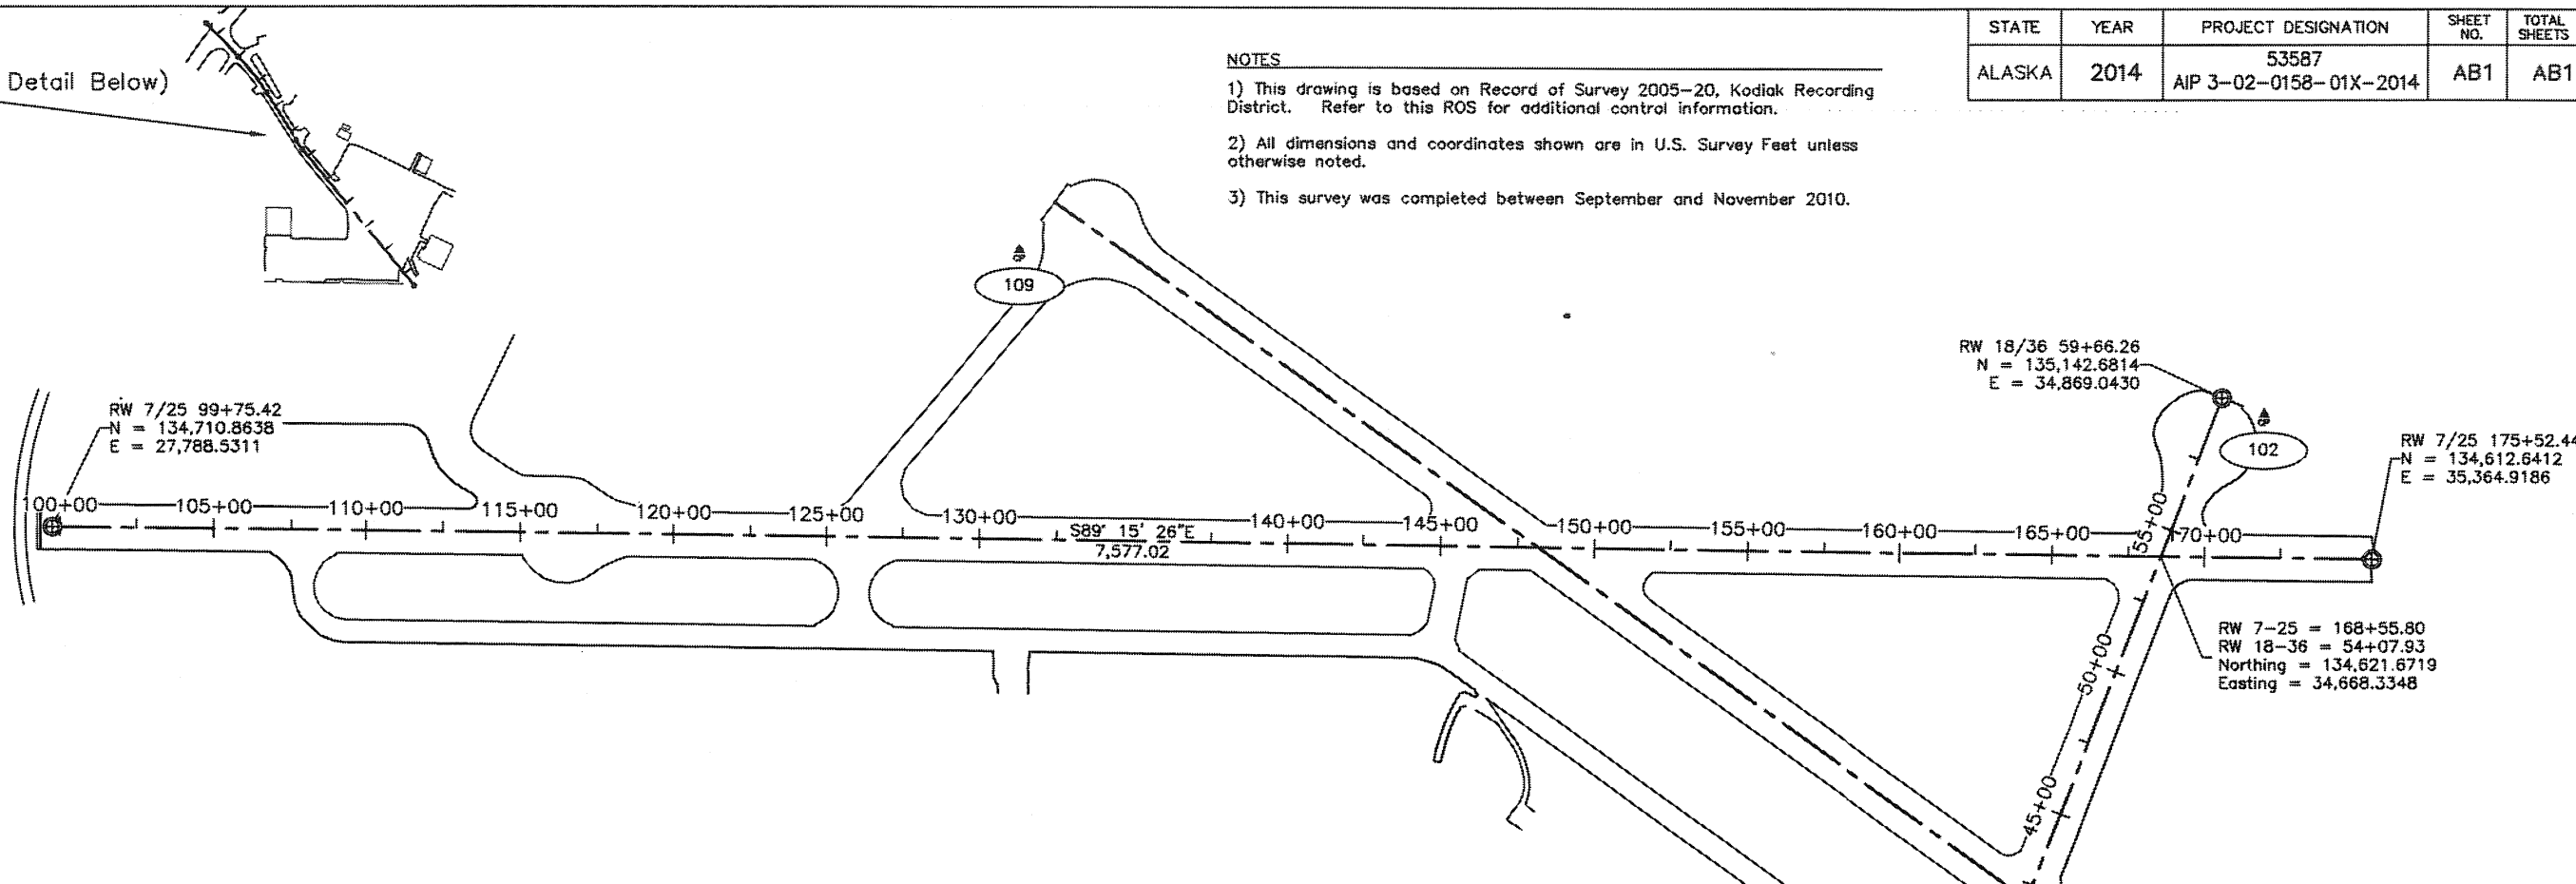 Detail Below)
NOTES
1) This drawing is based on Record of Survey 2005-20, Kodiak Recording
District. Refer to this ROS for additional control information.
2) All dimensions and coordinates shown are in U.S. Survey Feet unless
otherwise noted.
3) This survey was completed between September and November 2010.
STATE YEAR PROJECT DESIGNATION SHEET NO. TOTAL SHEETS
ALASKA 2014 53587 AB1 AB1
AIP 3-02-0158-01X-2014
109
RW 18/36 59+66.26
N = 135,142.6814
E = 34,869.0430
102
RW 7/25 99+75.42
N = 134,710.8638
E = 27,788.5311
RW 7/25 175+52.44
N = 134,612.6412
E = 35,364.9186
100+00 105+00 110+00 115+00 120+00 125+00 130+00 140+00 145+00 150+00 155+00 160+00 165+00 170+00
S89° 15' 26"E
7,577.02
55+00
50+00
45+00
RW 7-25 = 168+55.80
RW 18-36 = 54+07.93
Northing = 134,621.6719
Easting = 34,668.3348